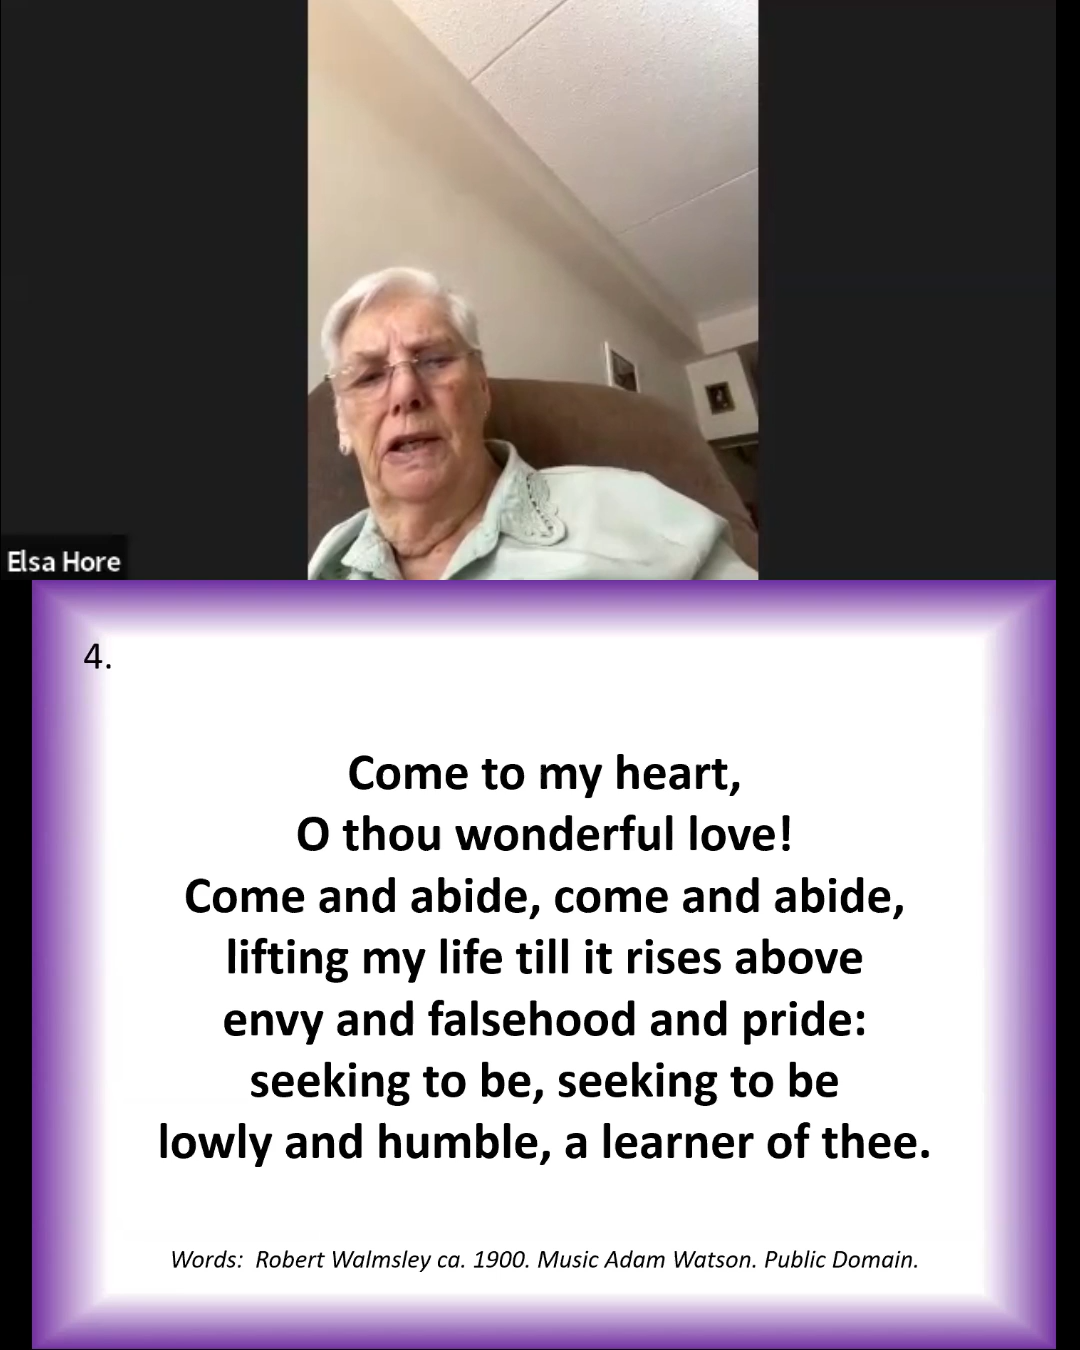 Elsa Hore
4.
Come to my heart,
O thou wonderful love!
Come and abide, come and abide,
lifting my life till it rises above
envy and falsehood and pride:
seeking to be, seeking to be
lowly and humble, a learner of thee.
Words:  Robert Walmsley ca. 1900. Music Adam Watson. Public Domain.